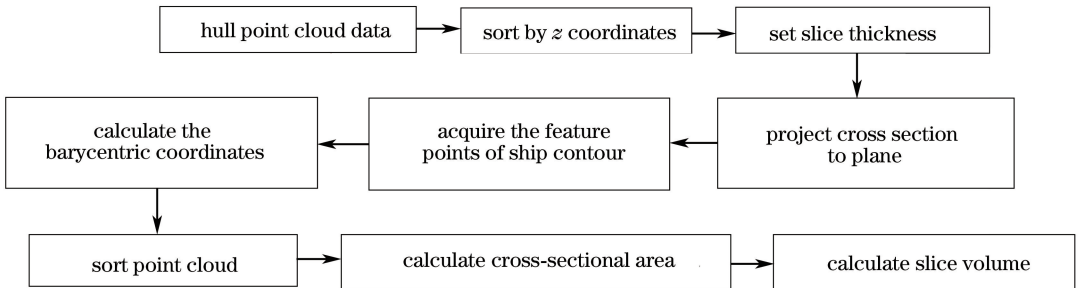 hull point cloud data
sort by z coordinates
set slice thickness
project cross section
to plane
acquire the feature
points of ship contour
calculate the
barycentric coordinates
sort point cloud
calculate cross-sectional area
calculate slice volume